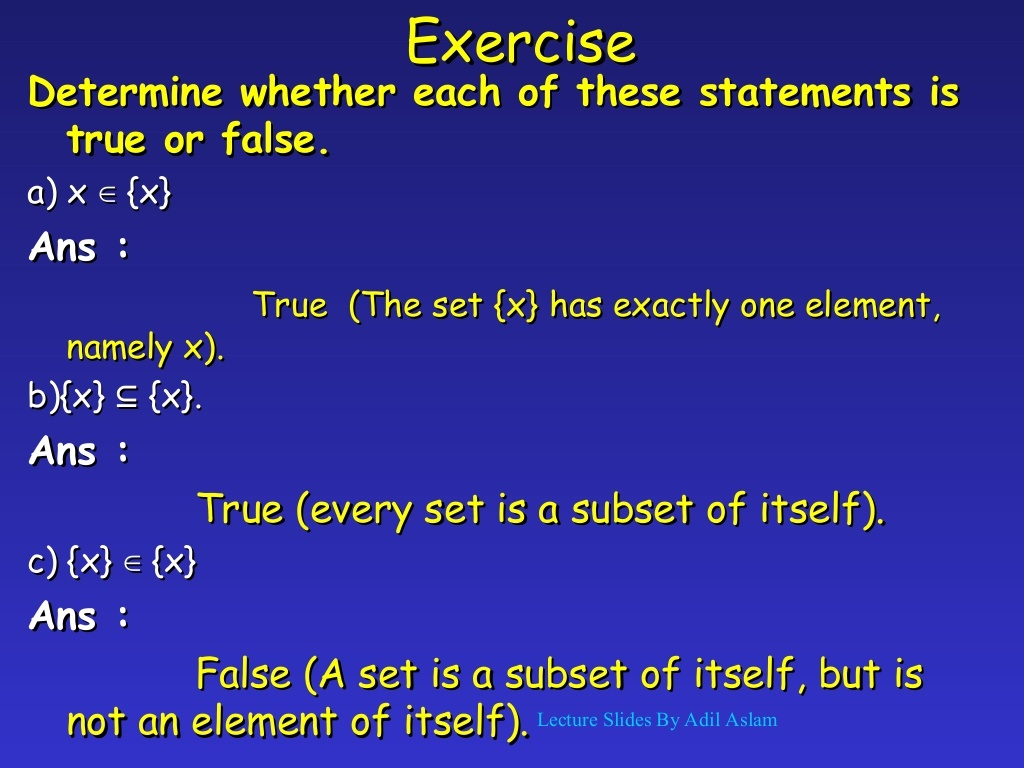 Exercise
Determine whether each of these statements is
true or false.
a) x ∈ {x}
Ans :
True (The set {x} has exactly one element,
namely x).
b){x} ⊆ {x}.
Ans :
True (every set is a subset of itself).
c) {x} ∈ {x}
Ans :
False (A set is a subset of itself, but is
not an element of itself). Lecture Slides By Adil Aslam